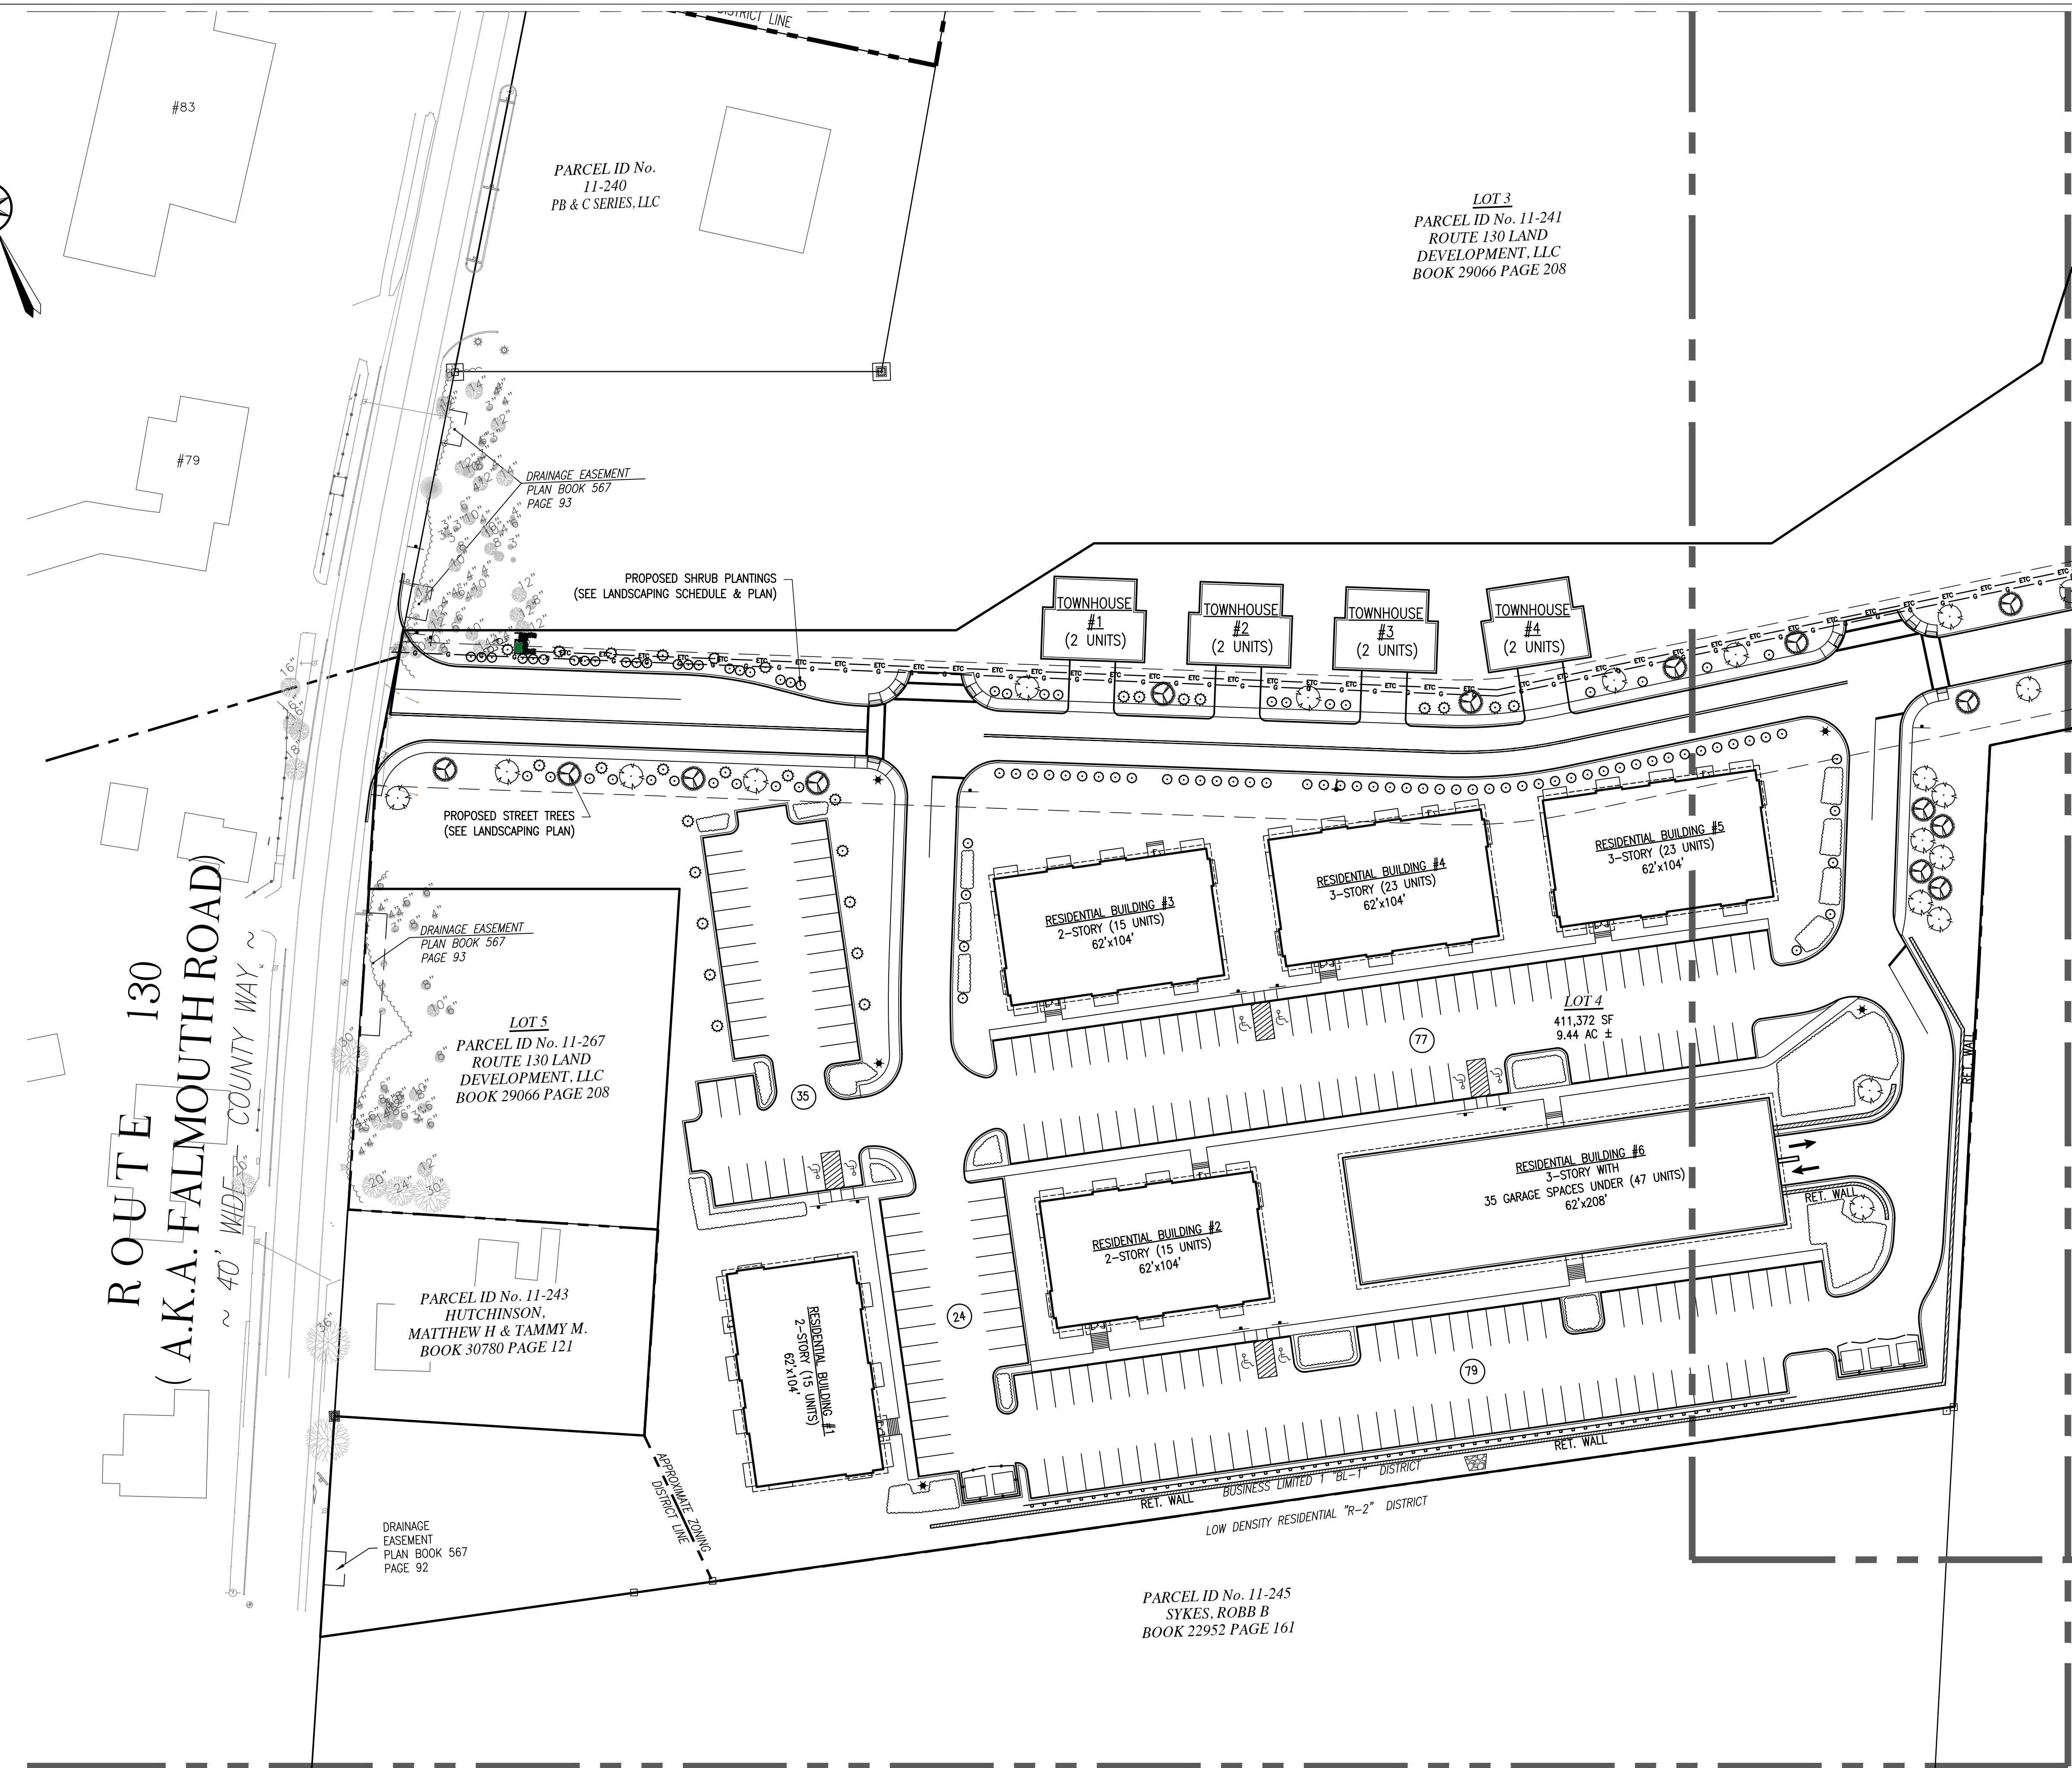 DISTRICT LINE
#83
PARCEL ID No.
11-240
PB & C SERIES, LLC
LOT 3
PARCEL ID No. 11-241
ROUTE 130 LAND
DEVELOPMENT, LLC
BOOK 29066 PAGE 208
#79
DRAINAGE EASEMENT
PLAN BOOK 567
PAGE 93
PROPOSED SHRUB PLANTINGS
(SEE LANDSCAPING SCHEDULE & PLAN)
TOWNHOUSE
#1
(2 UNITS)
TOWNHOUSE
#2
(2 UNITS)
TOWNHOUSE
#3
(2 UNITS)
TOWNHOUSE
#4
(2 UNITS)
PROPOSED STREET TREES
(SEE LANDSCAPING PLAN)
RESIDENTIAL BUILDING #5
3-STORY (23 UNITS)
62'x104'
RESIDENTIAL BUILDING #4
3-STORY (23 UNITS)
62'x104'
RESIDENTIAL BUILDING #3
2-STORY (15 UNITS)
62'x104'
DRAINAGE EASEMENT
PLAN BOOK 567
PAGE 93
LOT 4
411,372 SF
9.44 AC ±
77
LOT 5
PARCEL ID No. 11-267
ROUTE 130 LAND
DEVELOPMENT, LLC
BOOK 29066 PAGE 208
35
RET. WALL
ROUTE 130
( A.K.A. FALMOUTH ROAD)
~ 40' WIDE - COUNTY WAY ~
RESIDENTIAL BUILDING #6
3-STORY WITH
35 GARAGE SPACES UNDER (47 UNITS)
62'x208'
RET. WALL
RESIDENTIAL BUILDING #2
2-STORY (15 UNITS)
62'x104'
24
PARCEL ID No. 11-243
HUTCHINSON,
MATTHEW H & TAMMY M.
BOOK 30780 PAGE 121
RESIDENTIAL BUILDING #1
2-STORY (15 UNITS)
62'x104'
79
RET. WALL
RET. WALL
BUSINESS LIMITED 1 "BL-1" DISTRICT
LOW DENSITY RESIDENTIAL "R-2" DISTRICT
APPROXIMATE ZONING
DISTRICT LINE
DRAINAGE
EASEMENT
PLAN BOOK 567
PAGE 92
PARCEL ID No. 11-245
SYKES, ROBB B
BOOK 22952 PAGE 161